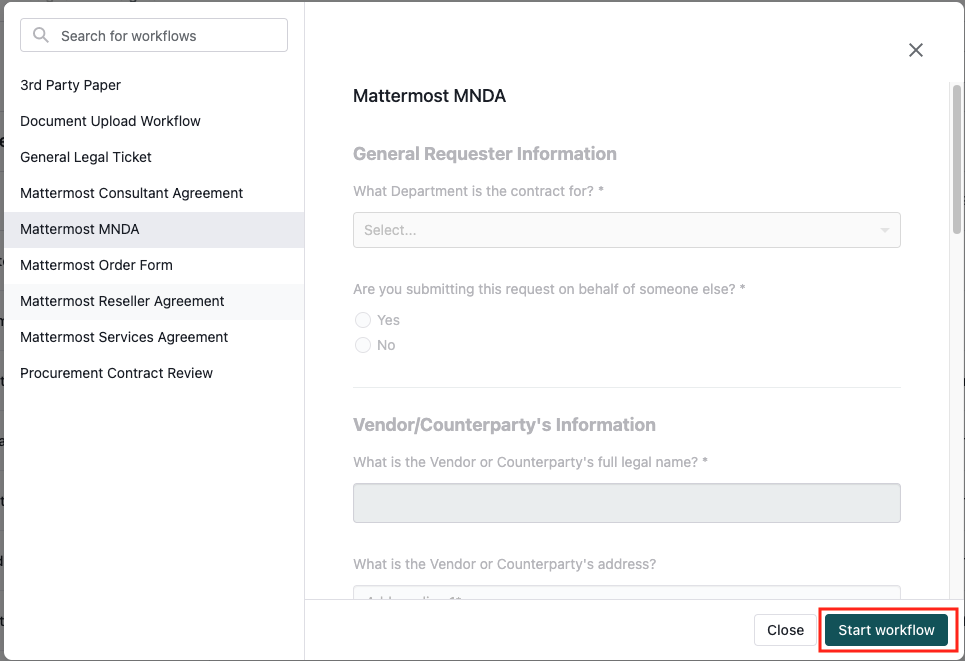 Search for workflows
3rd Party Paper
Document Upload Workflow
General Legal Ticket
Mattermost Consultant Agreement
Mattermost MNDA
Mattermost Order Form
Mattermost Reseller Agreement
Mattermost Services Agreement
Procurement Contract Review
Mattermost MNDA
General Requester Information
What Department is the contract for? *
Select...
Are you submitting this request on behalf of someone else? *
Yes
No
Vendor/Counterparty's Information
What is the Vendor or Counterparty's full legal name? *
What is the Vendor or Counterparty's address?
Close
Start workflow